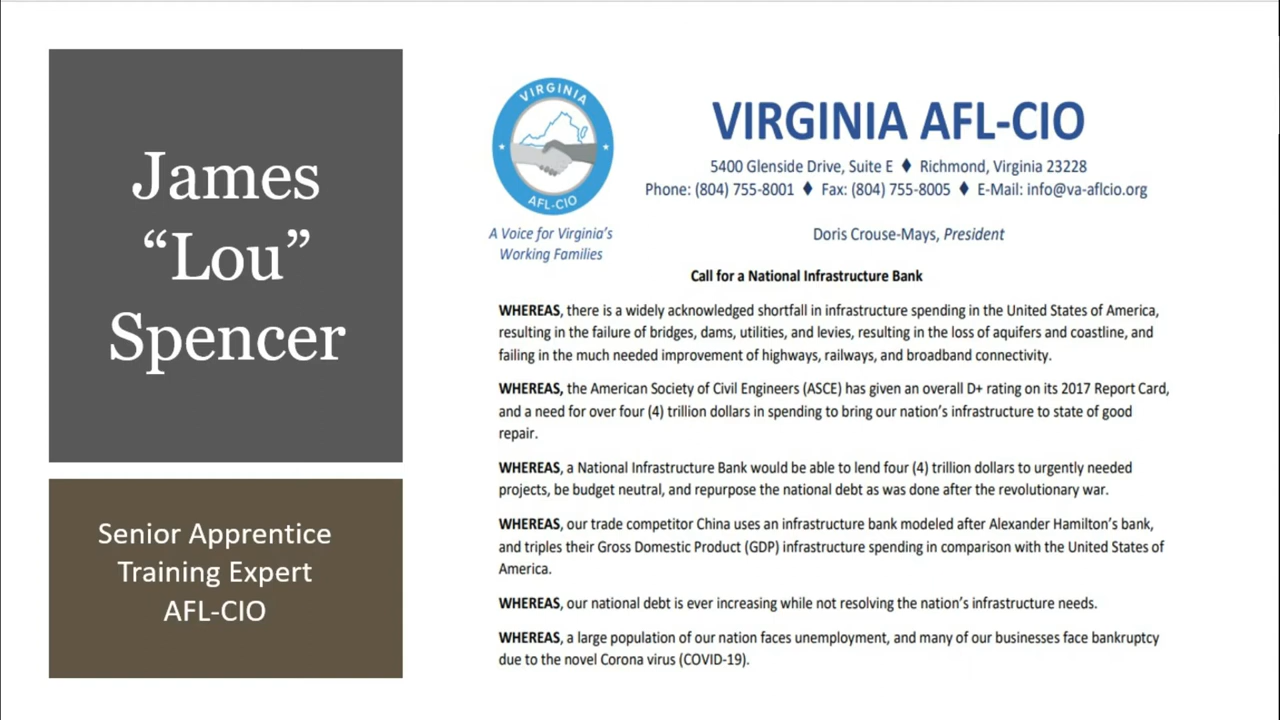 James
“Lou”
Spencer
Senior Apprentice
Training Expert
AFL-CIO
VIRGINIA
AFL-CIO
A Voice for Virginia’s
Working Families
VIRGINIA AFL-CIO
5400 Glenside Drive, Suite E ♦ Richmond, Virginia 23228
Phone: (804) 755-8001 ♦ Fax: (804) 755-8005 ♦ E-Mail: info@va-aflcio.org
Doris Crouse-Mays, President
Call for a National Infrastructure Bank
WHEREAS, there is a widely acknowledged shortfall in infrastructure spending in the United States of America,
resulting in the failure of bridges, dams, utilities, and levies, resulting in the loss of aquifers and coastline, and
failing in the much needed improvement of highways, railways, and broadband connectivity.
WHEREAS, the American Society of Civil Engineers (ASCE) has given an overall D+ rating on its 2017 Report Card,
and a need for over four (4) trillion dollars in spending to bring our nation’s infrastructure to state of good
repair.
WHEREAS, a National Infrastructure Bank would be able to lend four (4) trillion dollars to urgently needed
projects, be budget neutral, and repurpose the national debt as was done after the revolutionary war.
WHEREAS, our trade competitor China uses an infrastructure bank modeled after Alexander Hamilton’s bank,
and triples their Gross Domestic Product (GDP) infrastructure spending in comparison with the United States of
America.
WHEREAS, our national debt is ever increasing while not resolving the nation’s infrastructure needs.
WHEREAS, a large population of our nation faces unemployment, and many of our businesses face bankruptcy
due to the novel Corona virus (COVID-19).